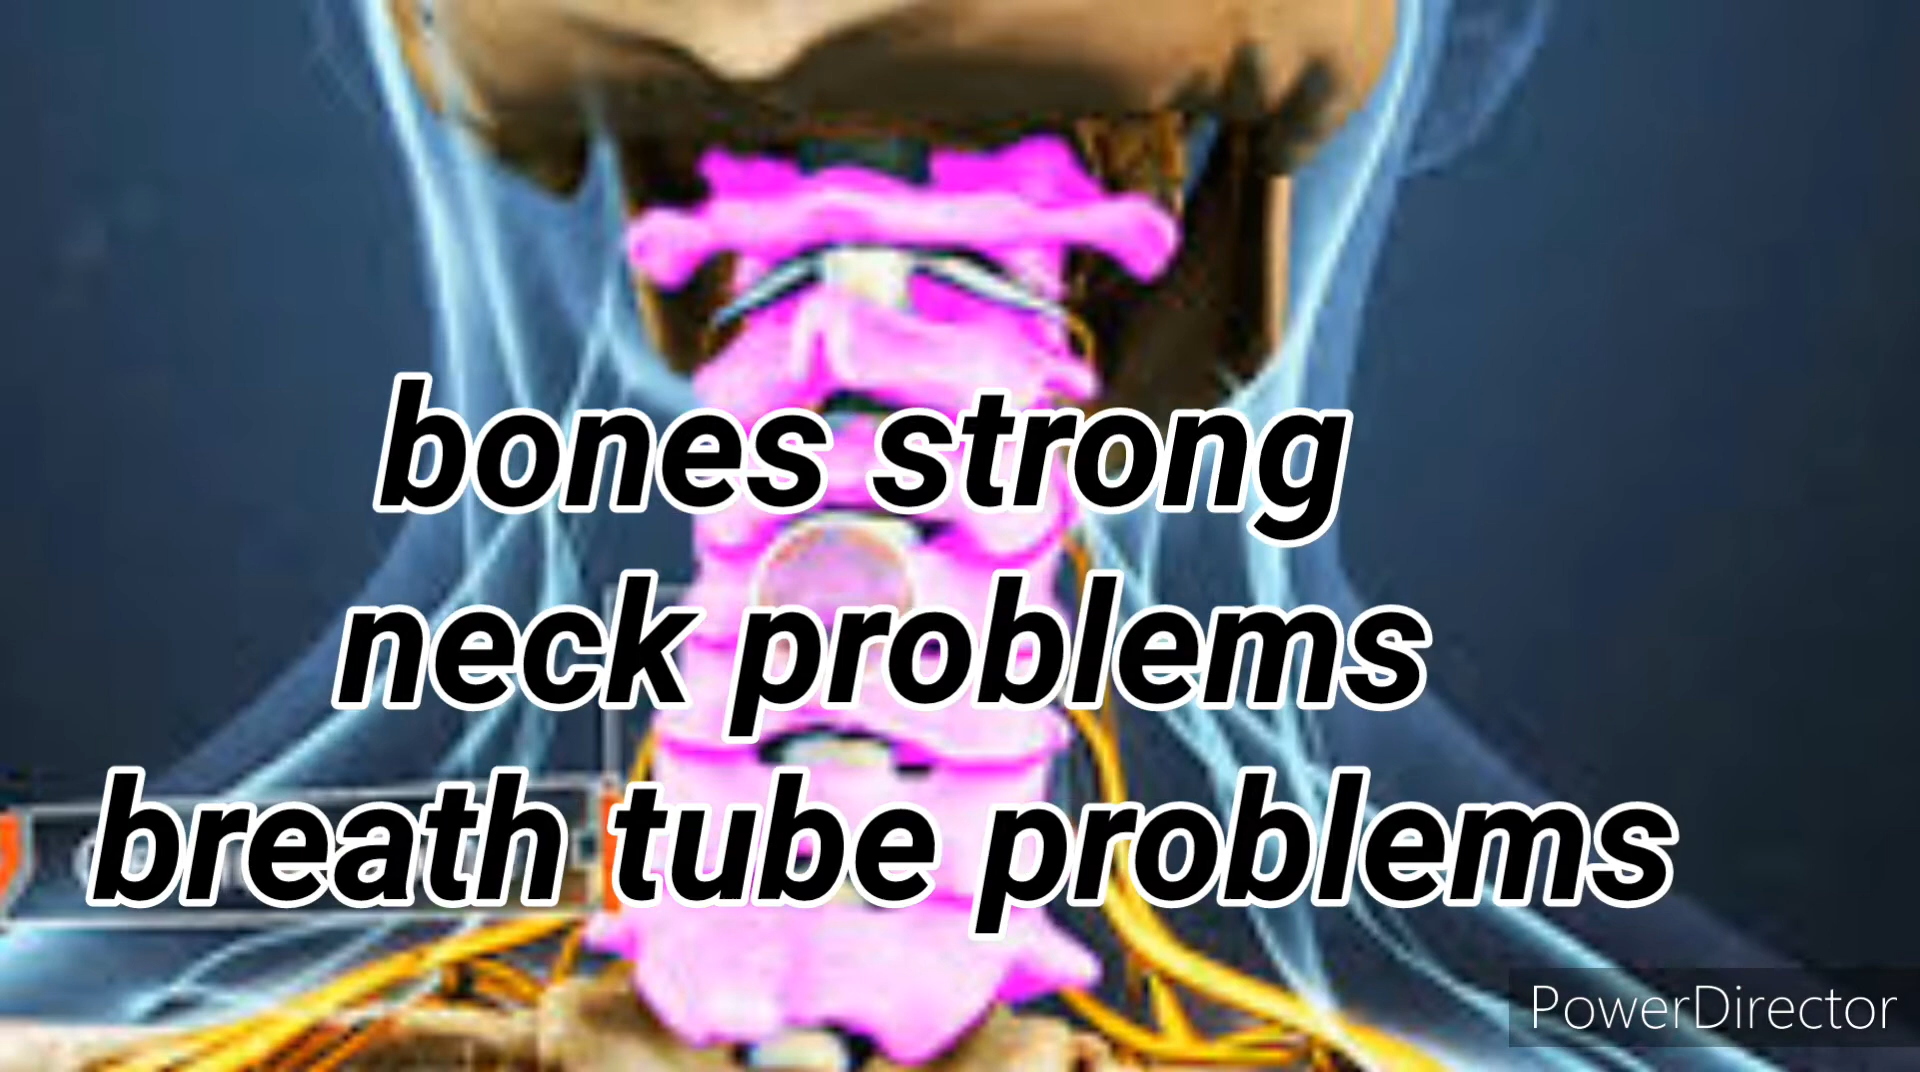 bones strong
neck problems
breath tube problems
PowerDirector